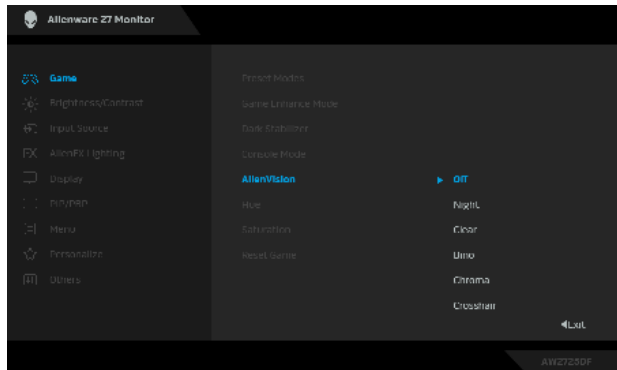 Alienware 27 Monitor
Game
Brightness/Contrast
Input Source
AlienFX Lighting
Display
PIP/PBP
Menu
Personalize
Others
Preset Modes
Game Enhance Mode
Dark Stabilizer
Console Mode
AlienVision
Hue
Saturation
Reset Game
Off
Night
Clear
Bino
Chroma
Crosshair
Exit
AW2725DF